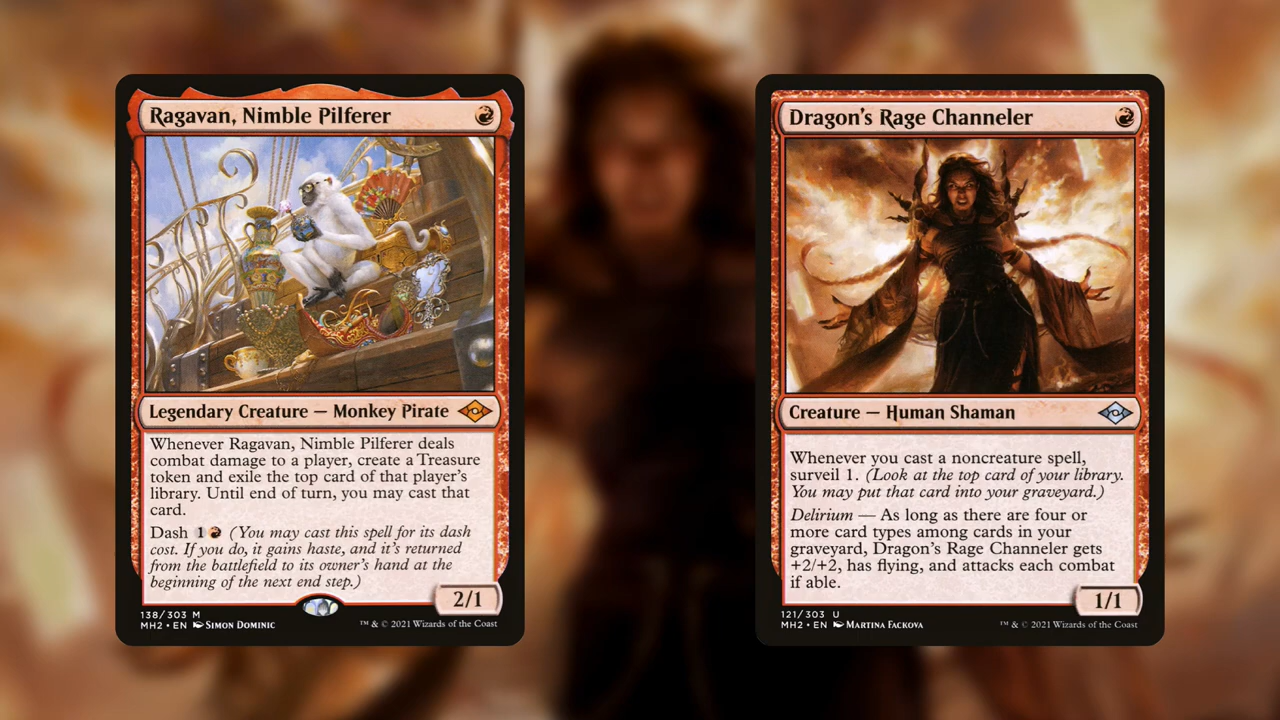 Ragavan, Nimble Pilferer
Legendary Creature — Monkey Pirate
Whenever Ragavan, Nimble Pilferer deals
combat damage to a player, create a Treasure
token and exile the top card of that player's
library. Until end of turn, you may cast that
card.
Dash 1 (You may cast this spell for its dash
cost. If you do, it gains haste, and it's returned
from the battlefield to its owner's hand at the
beginning of the next end step.)
2/1
138/303 M
MH2 • EN Simon Dominic
™ & © 2021 Wizards of the Coast
Dragon's Rage Channeler
Creature — Human Shaman
Whenever you cast a noncreature spell,
surveil 1. (Look at the top card of your library.
You may put that card into your graveyard.)
Delirium — As long as there are four or
more card types among cards in your
graveyard, Dragon's Rage Channeler gets
+2/+2, has flying, and attacks each combat
if able.
1/1
121/303 U
MH2 • EN Martina Fackova
™ & © 2021 Wizards of the Coast